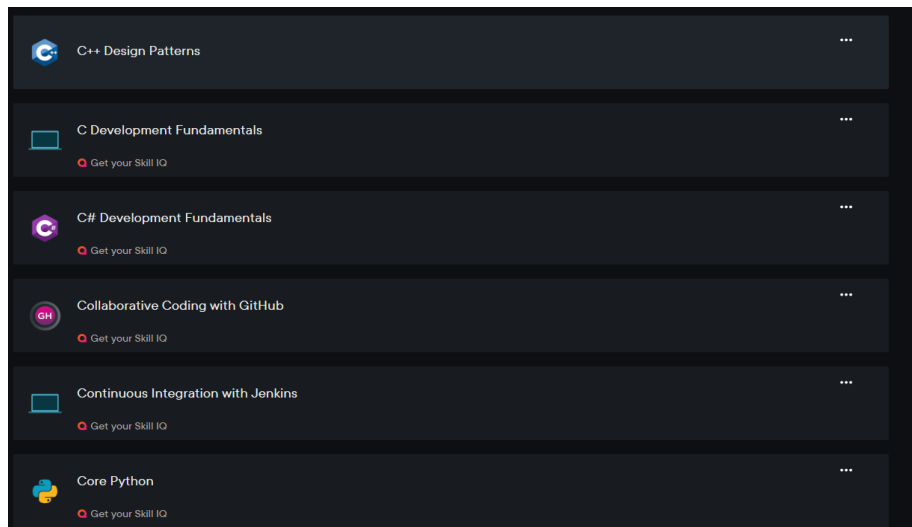 C++ Design Patterns
C Development Fundamentals
Get your Skill IQ
C# Development Fundamentals
Get your Skill IQ
GH
Collaborative Coding with GitHub
Get your Skill IQ
Continuous Integration with Jenkins
Get your Skill IQ
Core Python
Get your Skill IQ